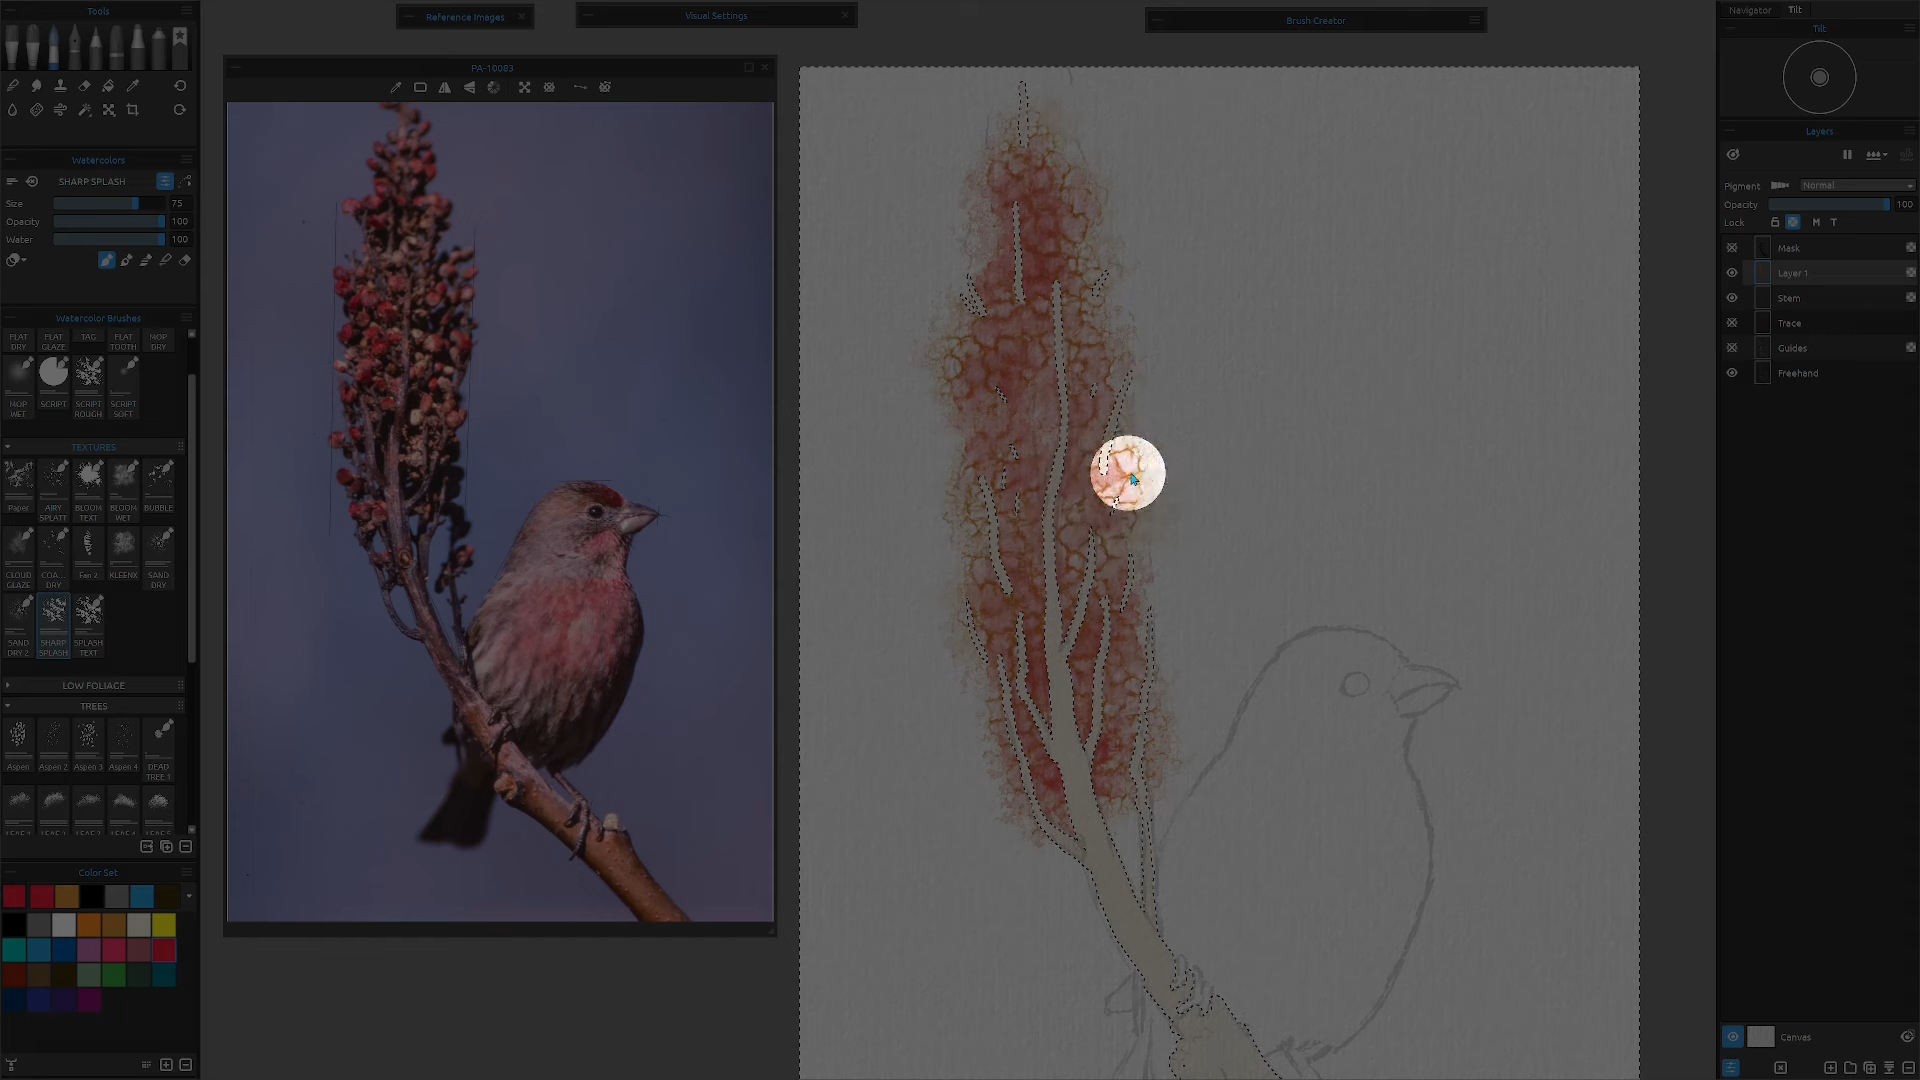 Tools
Reference Images
Visual Settings
Brush Creator
Navigator
Tilt
Tilt
PA-10083
Layers
Watercolors
SHARP SPLASH
Size 75
Opacity 100
Water 100
Pigment Normal
Opacity 100
Lock M T
Mask
Layer 1
Stem
Trace
Guides
Freehand
Watercolor Brushes
FLAT DRY
FLAT GLAZE
TAG
FLAT TOOTH
MOP DRY
MOP WET
SCRIPT
SCRIPT ROUGH
SCRIPT SOFT
TEXTURES
Paper
AIRY SPLATT
BLOOM TEXT
BLOOM WET
BUBBLE
CLOUD GLAZE
COA... DRY
Fan 2
KLEENX
SAND DRY
SAND DRY 2
SHARP SPLASH
SPLASH TEXT
LOW FOLIAGE
TREES
Aspen
Aspen 2
Aspen 3
Aspen 4
DEAD TREE 1
Color Set
Canvas